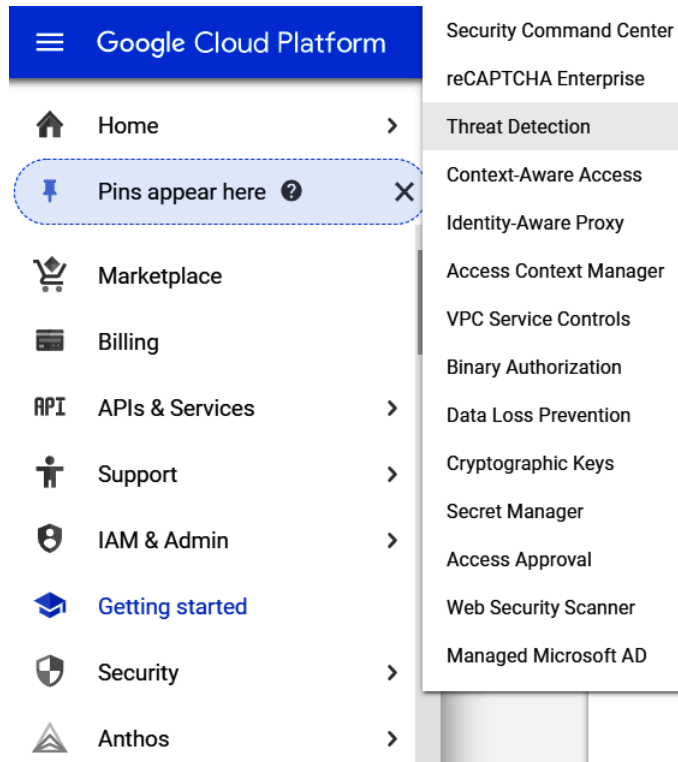 Google Cloud Platform
Home
Pins appear here
Marketplace
Billing
API APIs & Services
Support
IAM & Admin
Getting started
Security
Anthos
Security Command Center
reCAPTCHA Enterprise
Threat Detection
Context-Aware Access
Identity-Aware Proxy
Access Context Manager
VPC Service Controls
Binary Authorization
Data Loss Prevention
Cryptographic Keys
Secret Manager
Access Approval
Web Security Scanner
Managed Microsoft AD